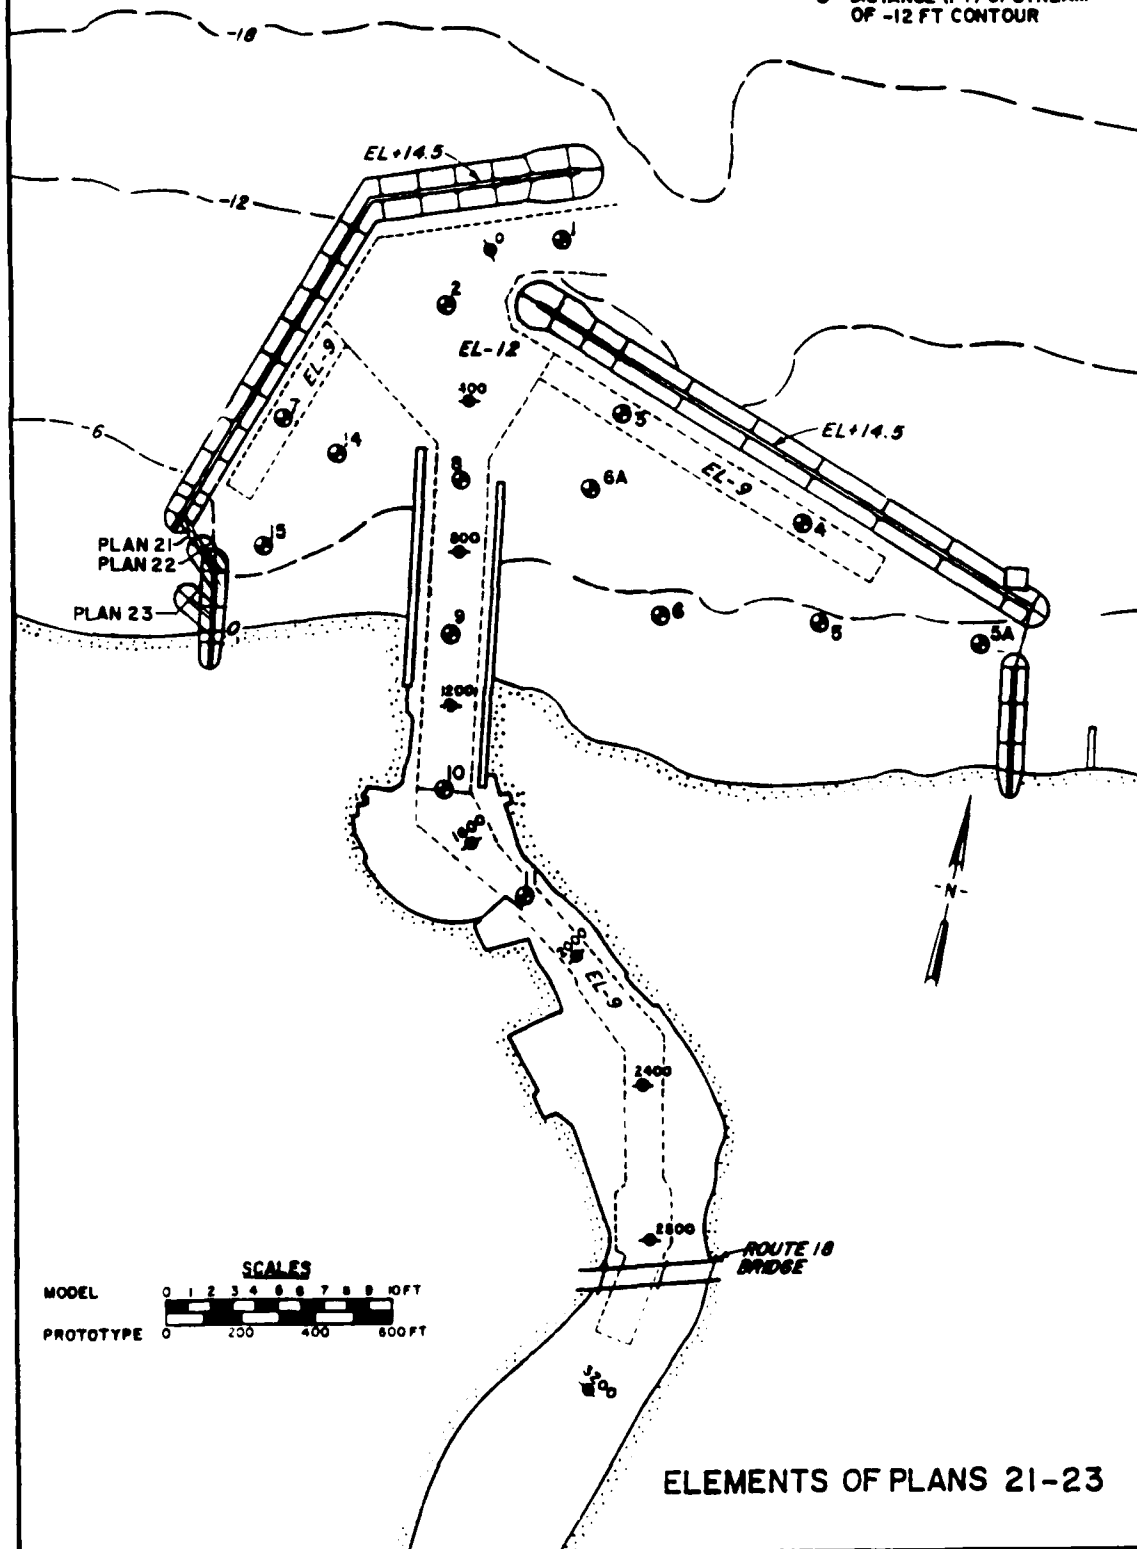 OF -12 FT CONTOUR
-18
EL+14.5
-12
0
1
2
EL-12
EL-9
400
7
3
EL+14.5
6
14
8
6A
EL-9
4
15
800
PLAN 21
PLAN 22
PLAN 23
0
9
6
5
5A
1200
10
1600
N
11
2000
EL-9
2400
2800
ROUTE 18
BRIDGE
SCALES
MODEL 0 1 2 3 4 5 6 7 8 9 10 FT
PROTOTYPE 0 200 400 600 FT
3200
ELEMENTS OF PLANS 21-23